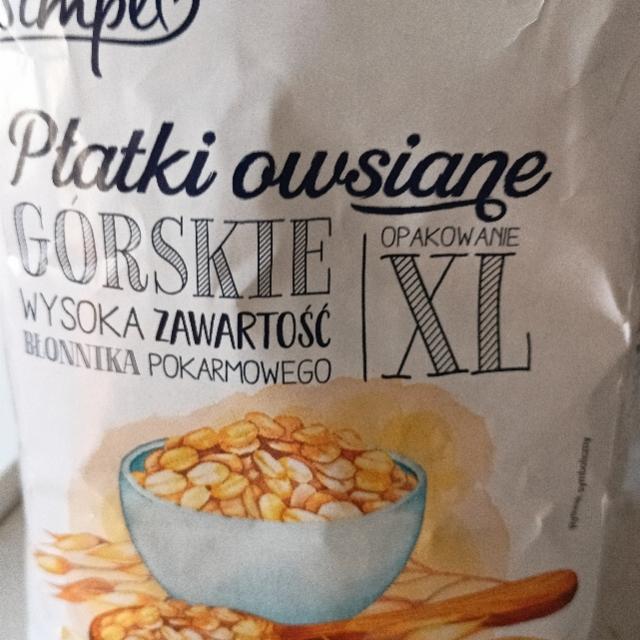 Płatki owsiane
GÓRSKIE
WYSOKA ZAWARTOŚĆ
BŁONNIKA POKARMOWEGO
OPAKOWANIE
XL